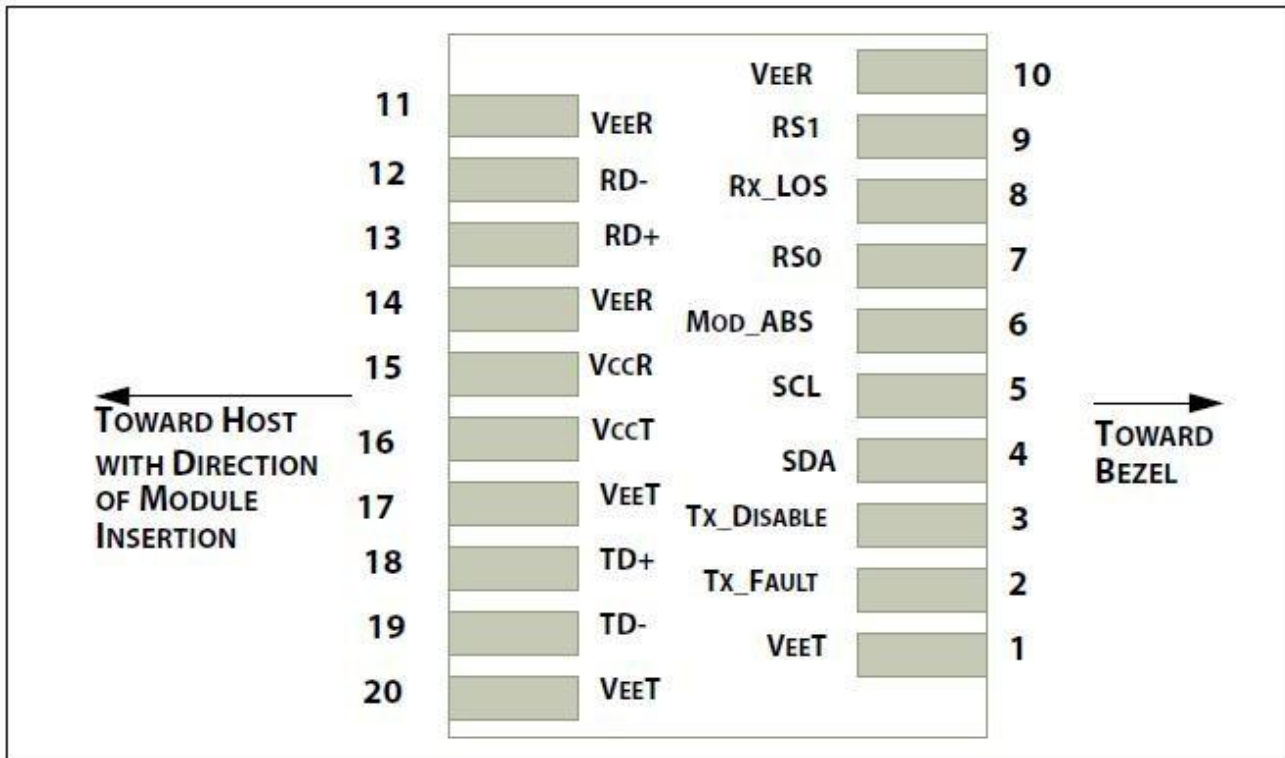 VEER 10
11 VEER
RS1 9
12 RD-
RX_LOS 8
13 RD+
RS0 7
14 VEER
MOD_ABS 6
15 VCCR
SCL 5
16 VCCT
SDA 4
17 VEET
TX_DISABLE 3
18 TD+
TX_FAULT 2
19 TD-
VEET 1
20 VEET
TOWARD HOST
WITH DIRECTION
OF MODULE
INSERTION
TOWARD
BEZEL